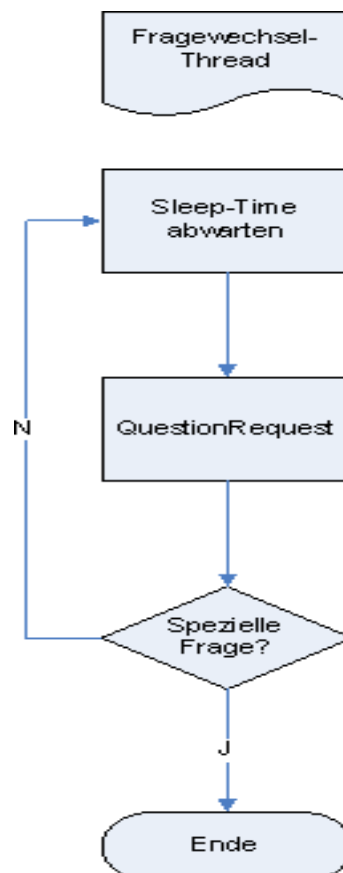 Fragewechsel-
Thread
Sleep-Time
abwarten
N
QuestionRequest
Spezielle
Frage?
J
Ende